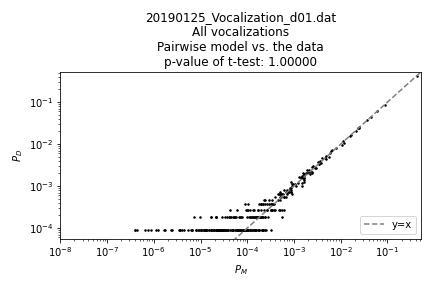 20190125_Vocalization_d01.dat
All vocalizations
Pairwise model vs. the data
p-value of t-test: 1.00000
P_D
10⁻¹
10⁻²
10⁻³
10⁻⁴
y=x
10⁻⁸ 10⁻⁷ 10⁻⁶ 10⁻⁵ 10⁻⁴ 10⁻³ 10⁻² 10⁻¹
P_M